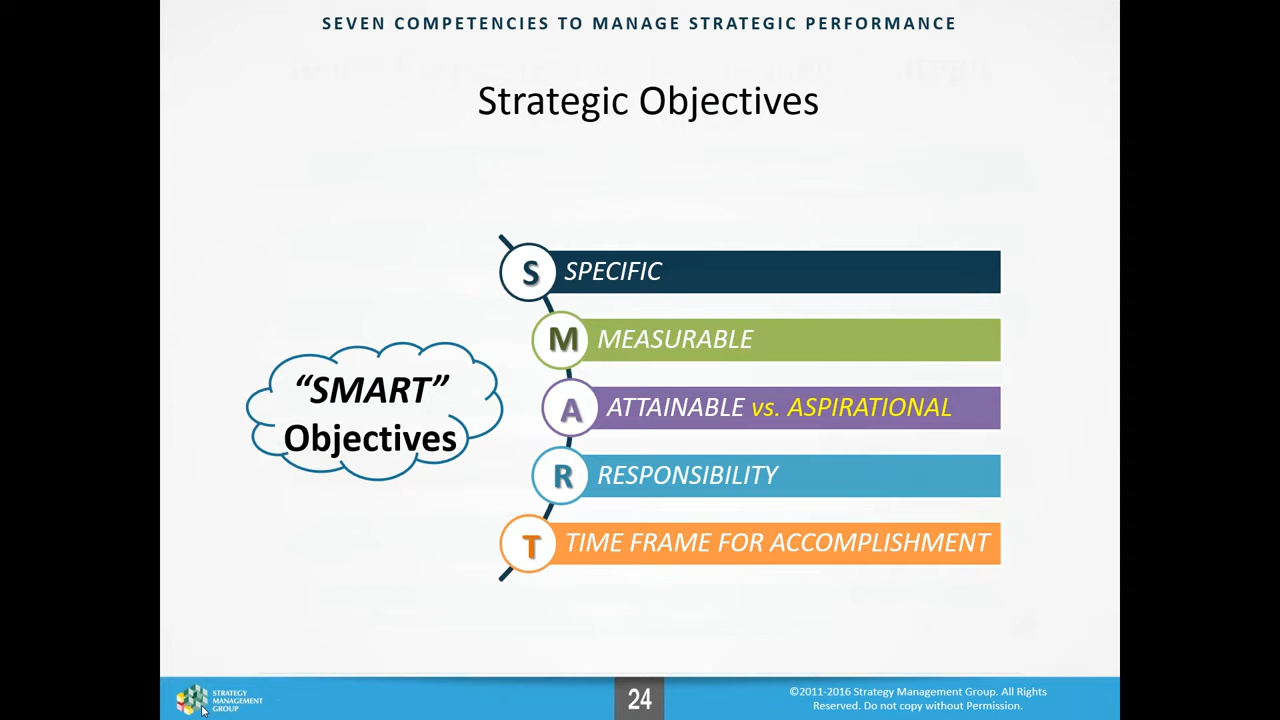 SEVEN COMPETENCIES TO MANAGE STRATEGIC PERFORMANCE
Strategic Objectives
S SPECIFIC
M MEASURABLE
"SMART"
Objectives
A ATTAINABLE vs. ASPIRATIONAL
R RESPONSIBILITY
T TIME FRAME FOR ACCOMPLISHMENT
STRATEGY
MANAGEMENT
GROUP
24
©2011-2016 Strategy Management Group. All Rights
Reserved. Do not copy without Permission.